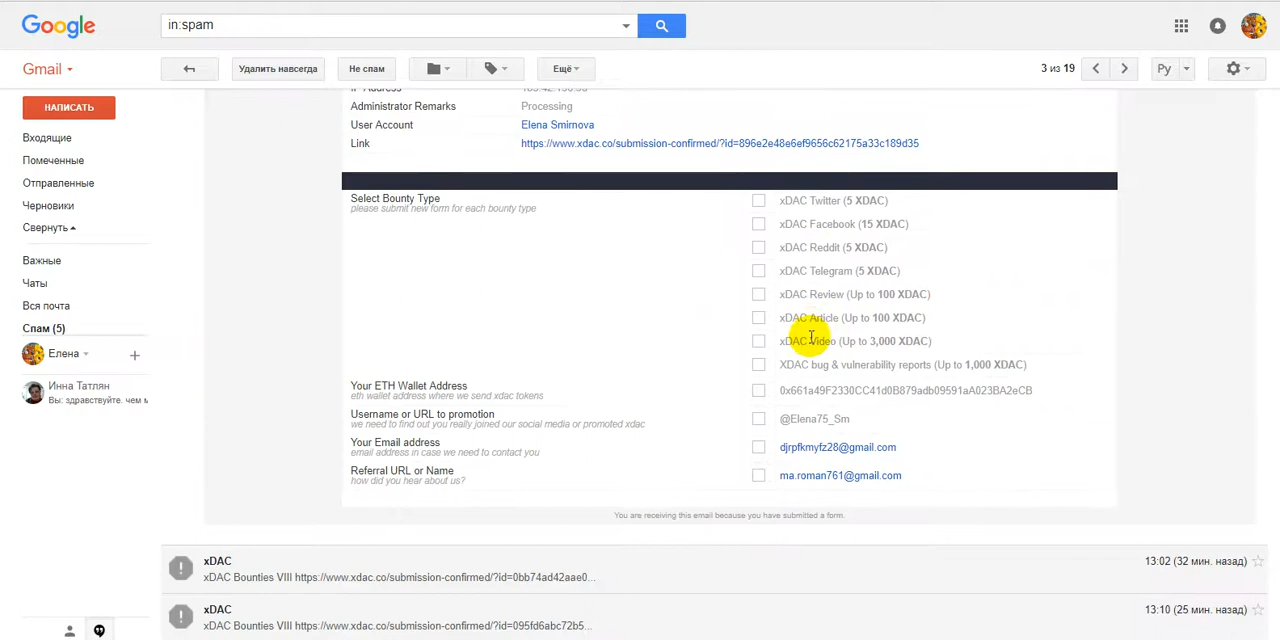 Google
in:spam
Gmail
Удалить навсегда
Не спам
Ещё
3 из 19
Ру
НАПИСАТЬ
Входящие
Помеченные
Отправленные
Черновики
Свернуть
Важные
Чаты
Вся почта
Спам (5)
Елена
Инна Татлян
Вы: здравствуйте. чем м
Administrator Remarks Processing
User Account Elena Smirnova
Link https://www.xdac.co/submission-confirmed/?id=896e2e48e6ef9656c62175a33c189d35
Select Bounty Type
please submit new form for each bounty type
xDAC Twitter (5 XDAC)
xDAC Facebook (15 XDAC)
xDAC Reddit (5 XDAC)
xDAC Telegram (5 XDAC)
xDAC Review (Up to 100 XDAC)
xDAC Article (Up to 100 XDAC)
xDAC Video (Up to 3,000 XDAC)
XDAC bug & vulnerability reports (Up to 1,000 XDAC)
Your ETH Wallet Address
eth wallet address where we send xdac tokens
0x661a49F2330CC41d0B879adb09591aA023BA2eCB
Username or URL to promotion
we need to find out you really joined our social media or promoted xdac
@Elena75_Sm
Your Email address
email address in case we need to contact you
djrpfkmyfz28@gmail.com
Referral URL or Name
how did you hear about us?
ma.roman761@gmail.com
You are receiving this email because you have submitted a form.
xDAC
13:02 (32 мин. назад)
xDAC Bounties VIII https://www.xdac.co/submission-confirmed/?id=0bb74ad42aae0...
xDAC
13:10 (25 мин. назад)
xDAC Bounties VIII https://www.xdac.co/submission-confirmed/?id=095fd6abc72b5...